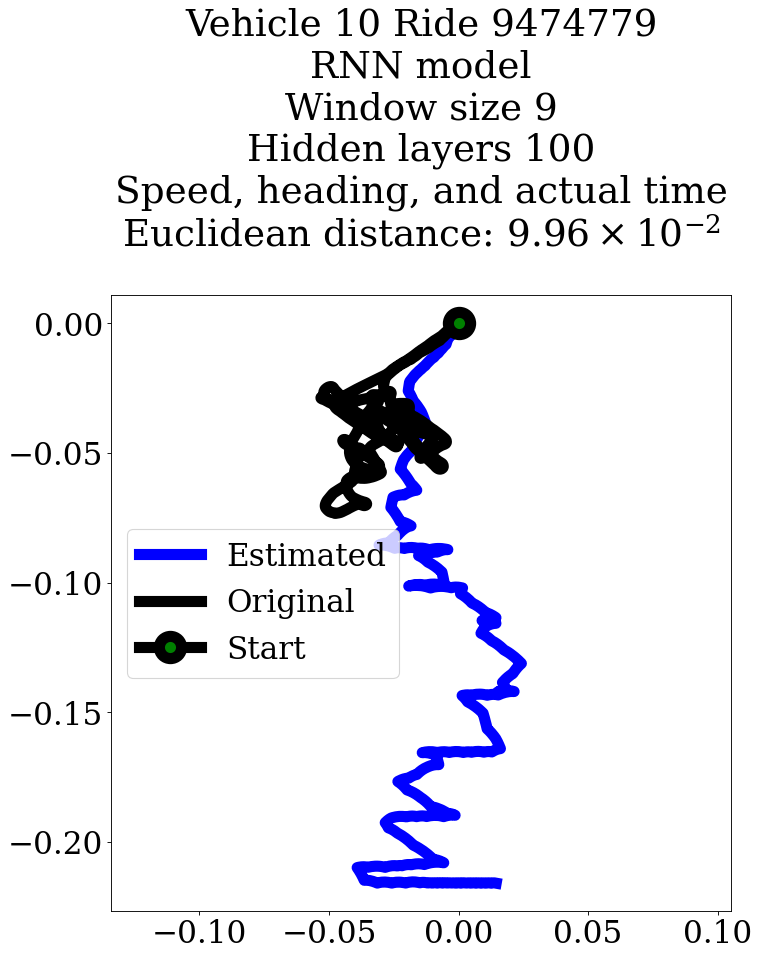 Vehicle 10 Ride 9474779
RNN model
Window size 9
Hidden layers 100
Speed, heading, and actual time
Euclidean distance: 9.96 × 10⁻²
0.00
−0.05
−0.10
−0.15
−0.20
Estimated
Original
Start
−0.10 −0.05 0.00 0.05 0.10